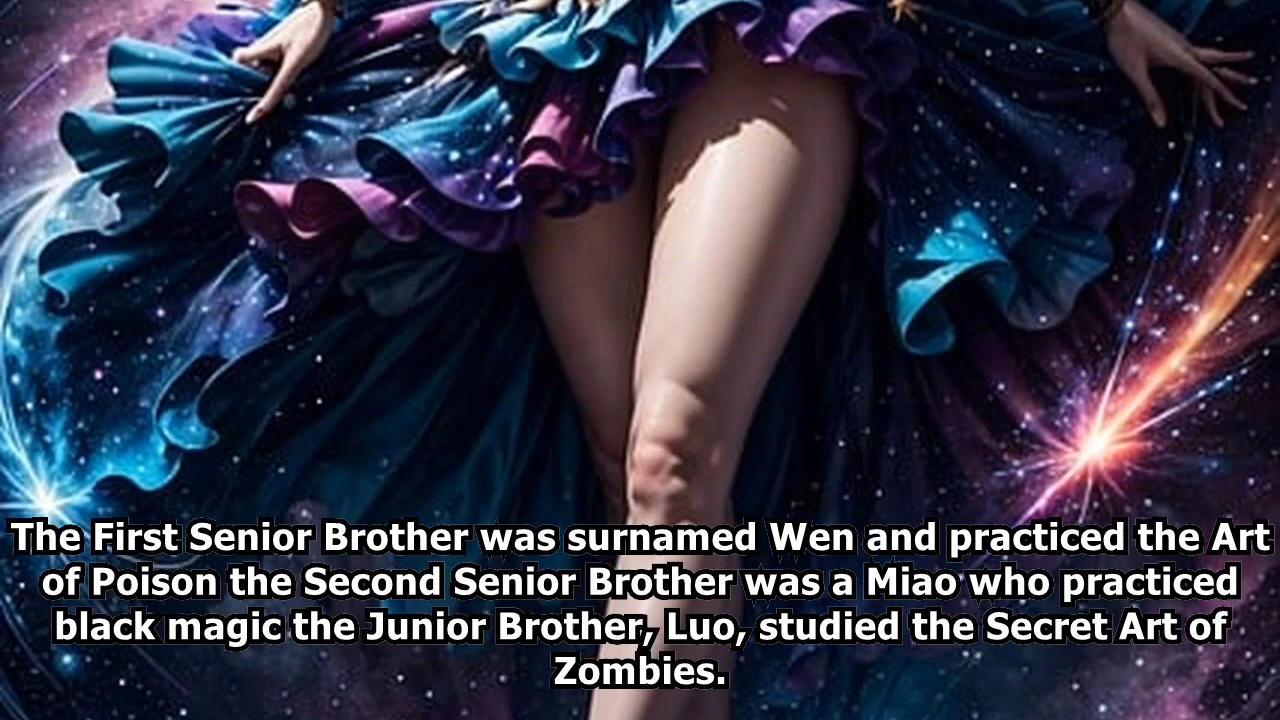 The First Senior Brother was surnamed Wen and practiced the Art
of Poison the Second Senior Brother was a Miao who practiced
black magic the Junior Brother, Luo, studied the Secret Art of
Zombies.